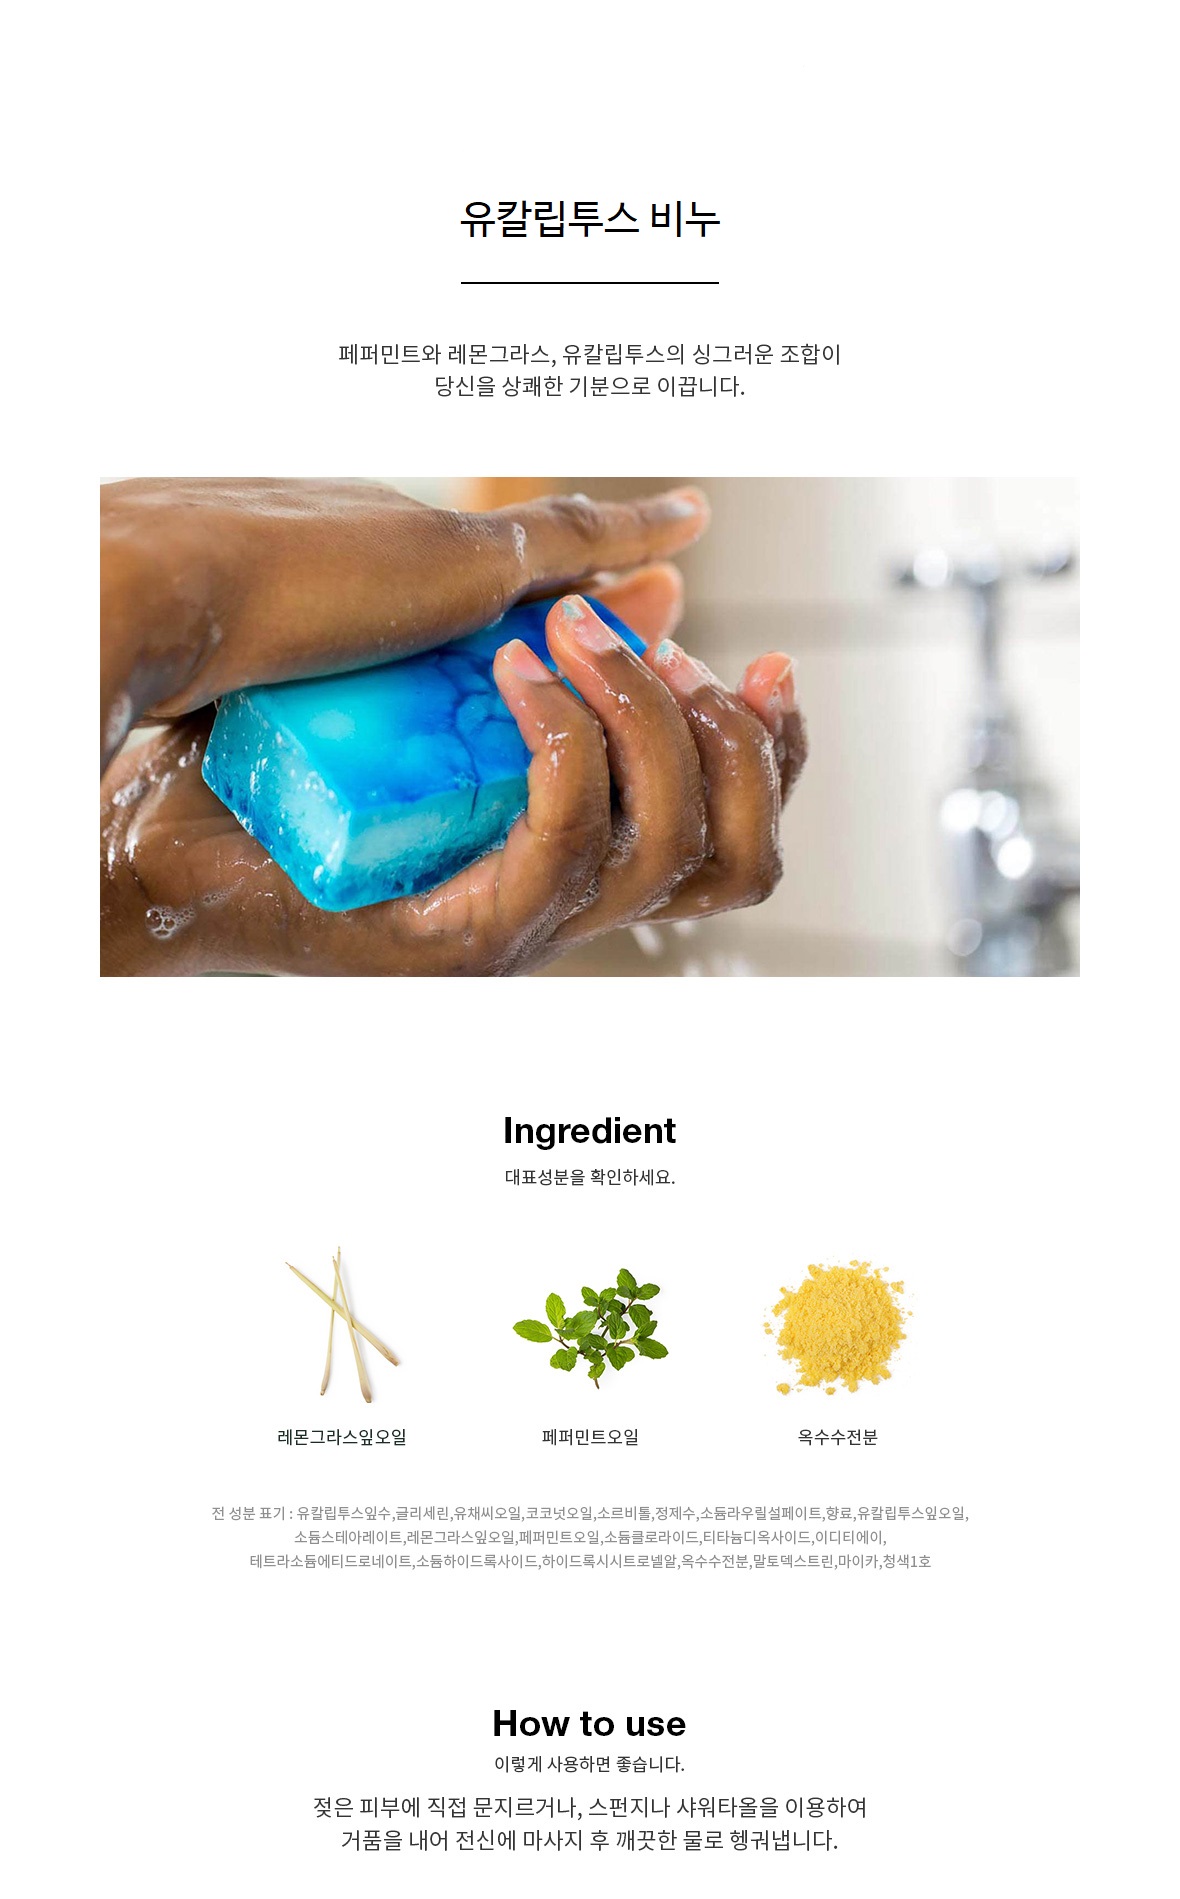 유칼립투스 비누
페퍼민트와 레몬그라스, 유칼립투스의 싱그러운 조합이
당신을 상쾌한 기분으로 이끕니다.
Ingredient
대표성분을 확인하세요.
레몬그라스잎오일
페퍼민트오일
옥수수전분
전 성분 표기 : 유칼립투스잎수,글리세린,유채씨오일,코코넛오일,소르비톨,정제수,소듐라우릴설페이트,향료,유칼립투스잎오일,
소듐스테아레이트,레몬그라스잎오일,페퍼민트오일,소듐클로라이드,티타늄디옥사이드,이디티에이,
테트라소듐에티드로네이트,소듐하이드록사이드,하이드록시시트로넬알,옥수수전분,말토덱스트린,마이카,청색1호
How to use
이렇게 사용하면 좋습니다.
젖은 피부에 직접 문지르거나, 스펀지나 샤워타올을 이용하여
거품을 내어 전신에 마사지 후 깨끗한 물로 헹궈냅니다.